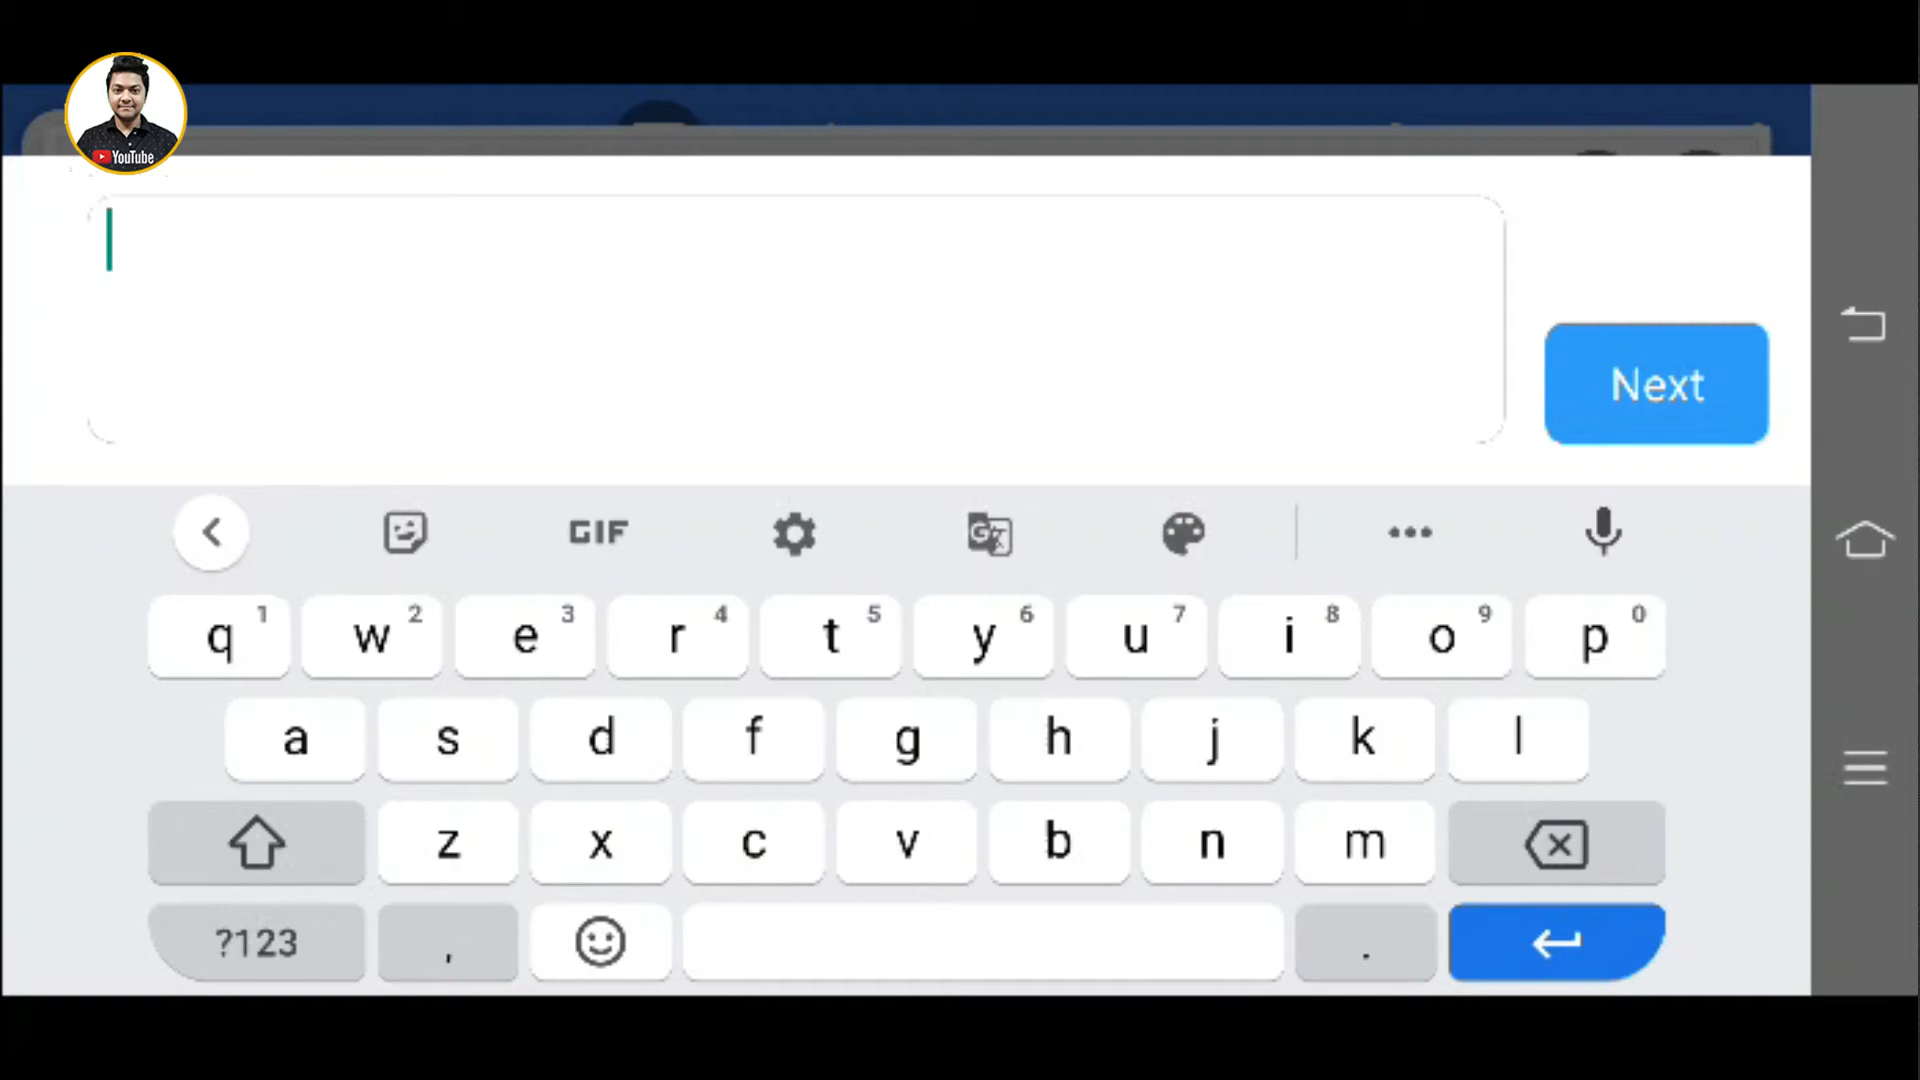 YouTube
Next
GIF
G
q 1 w 2 e 3 r 4 t 5 y 6 u 7 i 8 o 9 p 0
a s d f g h j k l
z x c v b n m
?123 , .